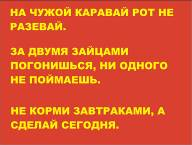 НА ЧУЖОЙ КАРАВАЙ РОТ НЕ
РАЗЕВАЙ.
ЗА ДВУМЯ ЗАЙЦАМИ
ПОГОНИШЬСЯ, НИ ОДНОГО
НЕ ПОЙМАЕШЬ.
НЕ КОРМИ ЗАВТРАКАМИ, А
СДЕЛАЙ СЕГОДНЯ.